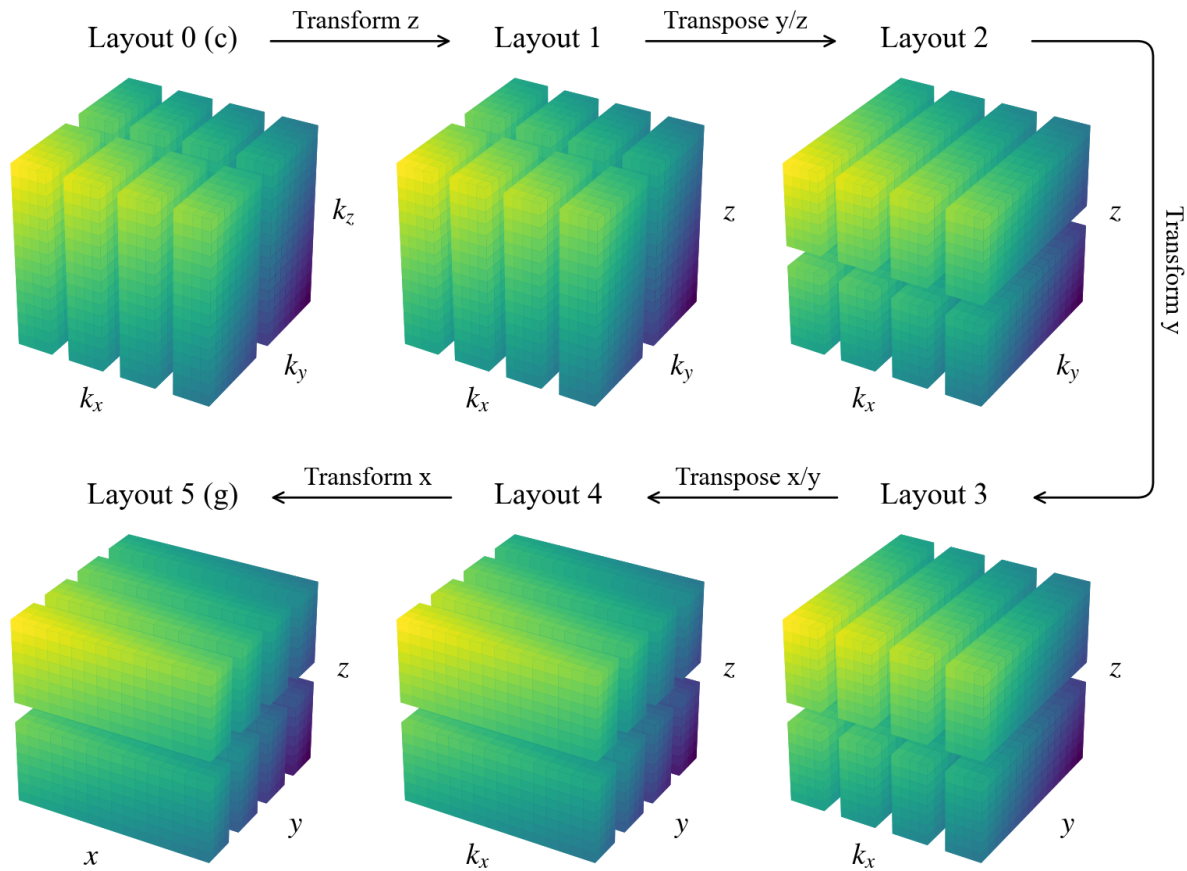 Layout 0 (c)
Transform z
Layout 1
Transpose y/z
Layout 2
k_z
k_y
k_x
z
k_y
k_x
z
k_y
k_x
Transform y
Layout 5 (g)
Transform x
Layout 4
Transpose x/y
Layout 3
z
y
x
z
y
k_x
z
y
k_x